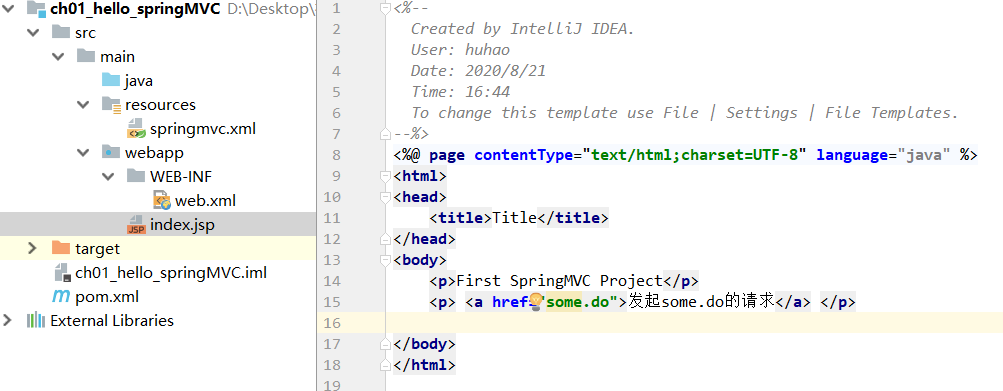 ch01_hello_springMVC D:\Desktop\
src
main
java
resources
springmvc.xml
webapp
WEB-INF
web.xml
index.jsp
target
ch01_hello_springMVC.iml
pom.xml
External Libraries
1 <%--
2 Created by IntelliJ IDEA.
3 User: huhao
4 Date: 2020/8/21
5 Time: 16:44
6 To change this template use File | Settings | File Templates.
7 --%>
8 <%@ page contentType="text/html;charset=UTF-8" language="java" %>
9 <html>
10 <head>
11 <title>Title</title>
12 </head>
13 <body>
14 <p>First SpringMVC Project</p>
15 <p> <a href="some.do">发起some.do的请求</a> </p>
16
17 </body>
18 </html>
19